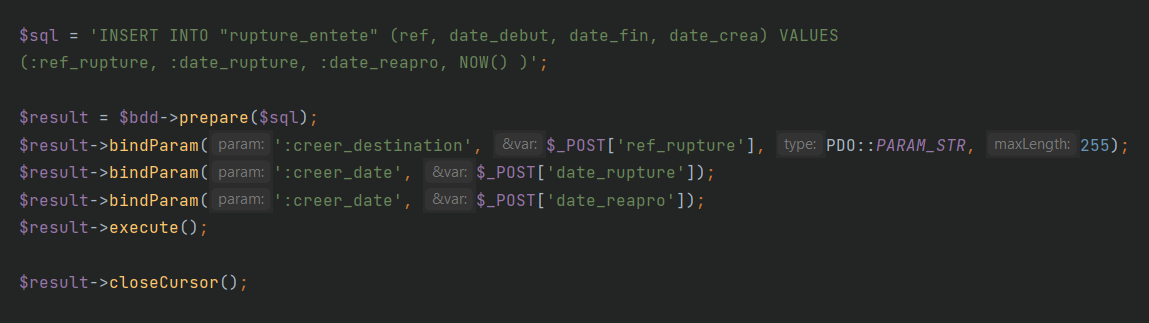 $sql = 'INSERT INTO "rupture_entete" (ref, date_debut, date_fin, date_crea) VALUES
(:ref_rupture, :date_rupture, :date_reapro, NOW() )';
$result = $bdd->prepare($sql);
$result->bindParam( param: ':creer_destination', &var: $_POST['ref_rupture'], type: PDO::PARAM_STR, maxLength: 255);
$result->bindParam( param: ':creer_date', &var: $_POST['date_rupture']);
$result->bindParam( param: ':creer_date', &var: $_POST['date_reapro']);
$result->execute();
$result->closeCursor();